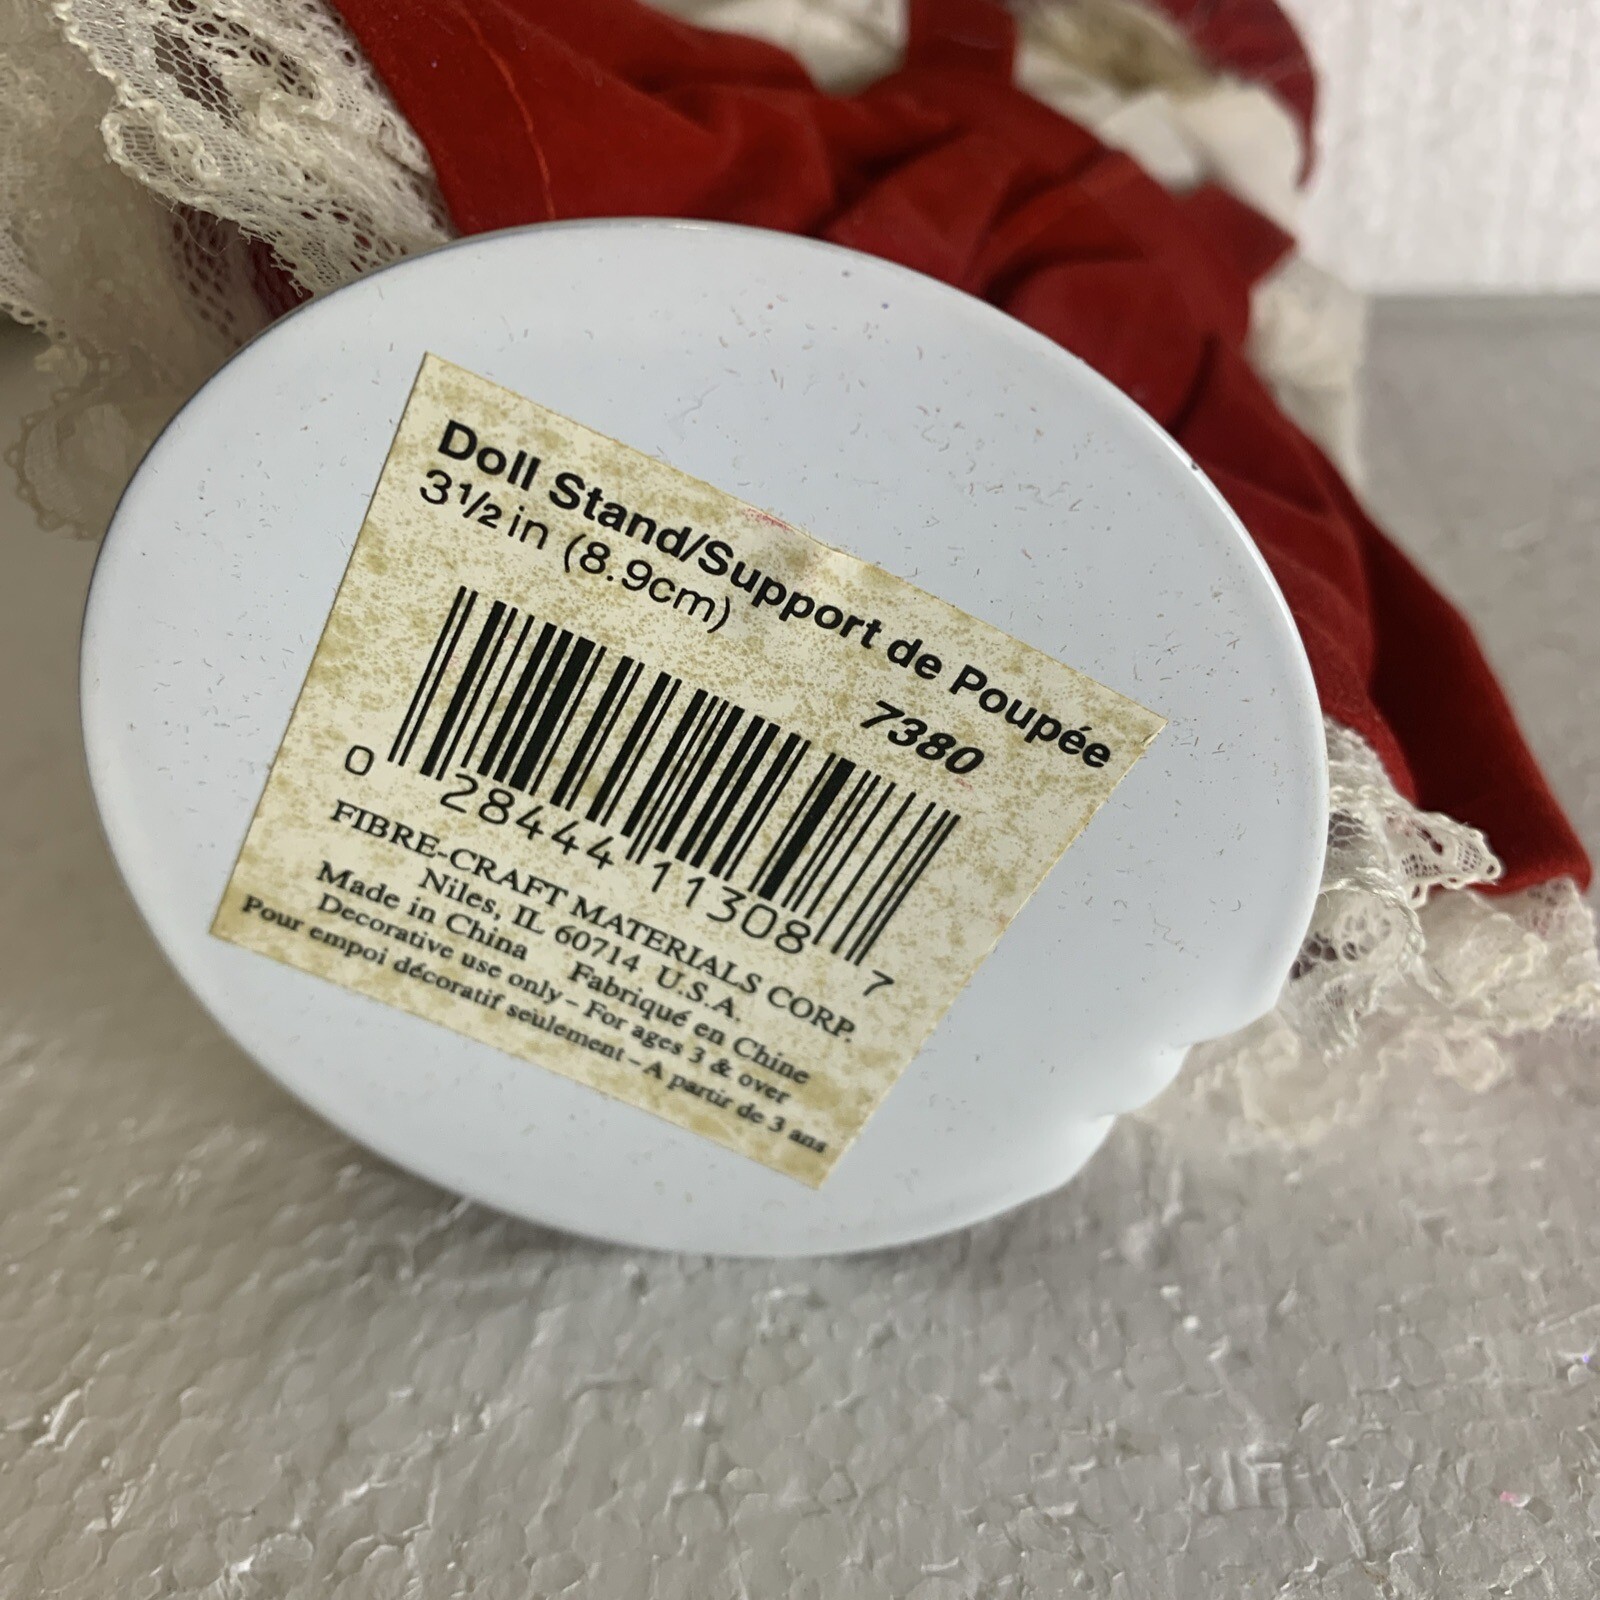 Doll Stand/Support de Poupée
3½ in (8.9cm)
7380
0 28444 11308 7
FIBRE-CRAFT MATERIALS CORP.
Niles, IL 60714 U.S.A.
Made in China Fabriqué en Chine
Decorative use only – For ages 3 & over
Pour empoi décoratif seulement – A partir de 3 ans